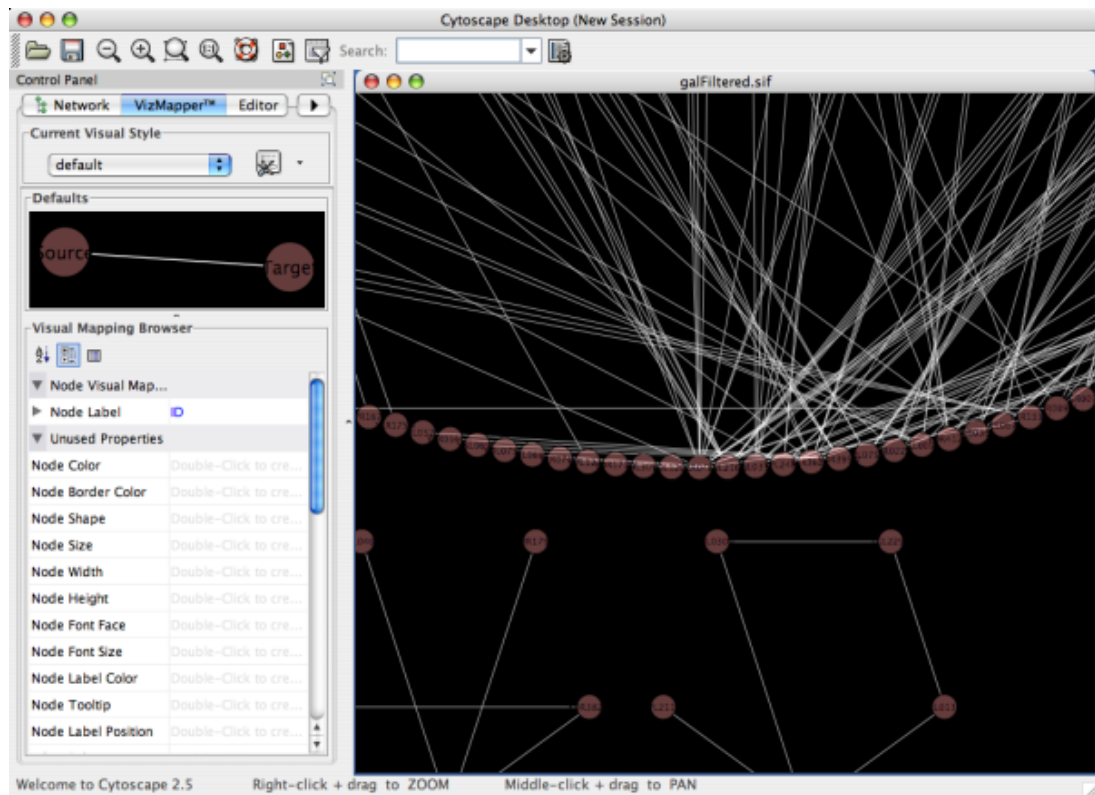 Cytoscape Desktop (New Session)
Search:
Control Panel
galFiltered.sif
Network VizMapper™ Editor
Current Visual Style
default
Defaults
Source
Target
Visual Mapping Browser
Node Visual Map...
Node Label ID
Unused Properties
Node Color Double-Click to cre...
Node Border Color Double-Click to cre...
Node Shape Double-Click to cre...
Node Size Double-Click to cre...
Node Width Double-Click to cre...
Node Height Double-Click to cre...
Node Font Face Double-Click to cre...
Node Font Size Double-Click to cre...
Node Label Color Double-Click to cre...
Node Tooltip Double-Click to cre...
Node Label Position Double-Click to cre...
Welcome to Cytoscape 2.5 Right-click + drag to ZOOM Middle-click + drag to PAN